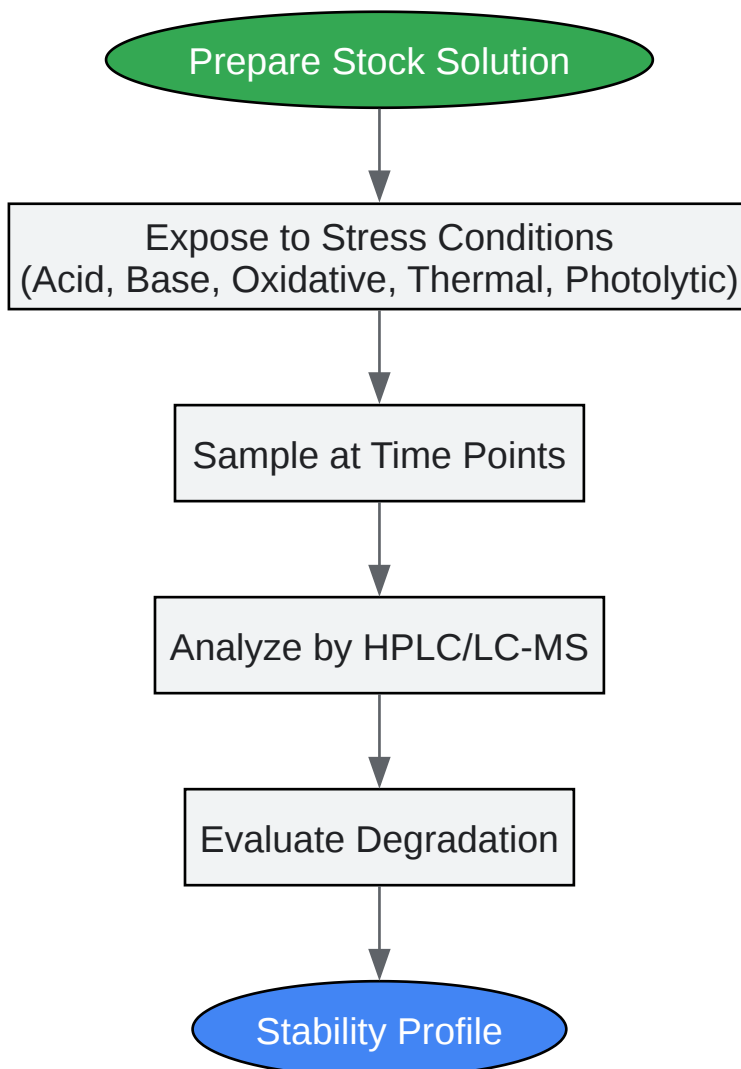 Prepare Stock Solution
Expose to Stress Conditions
(Acid, Base, Oxidative, Thermal, Photolytic)
Sample at Time Points
Analyze by HPLC/LC-MS
Evaluate Degradation
Stability Profile